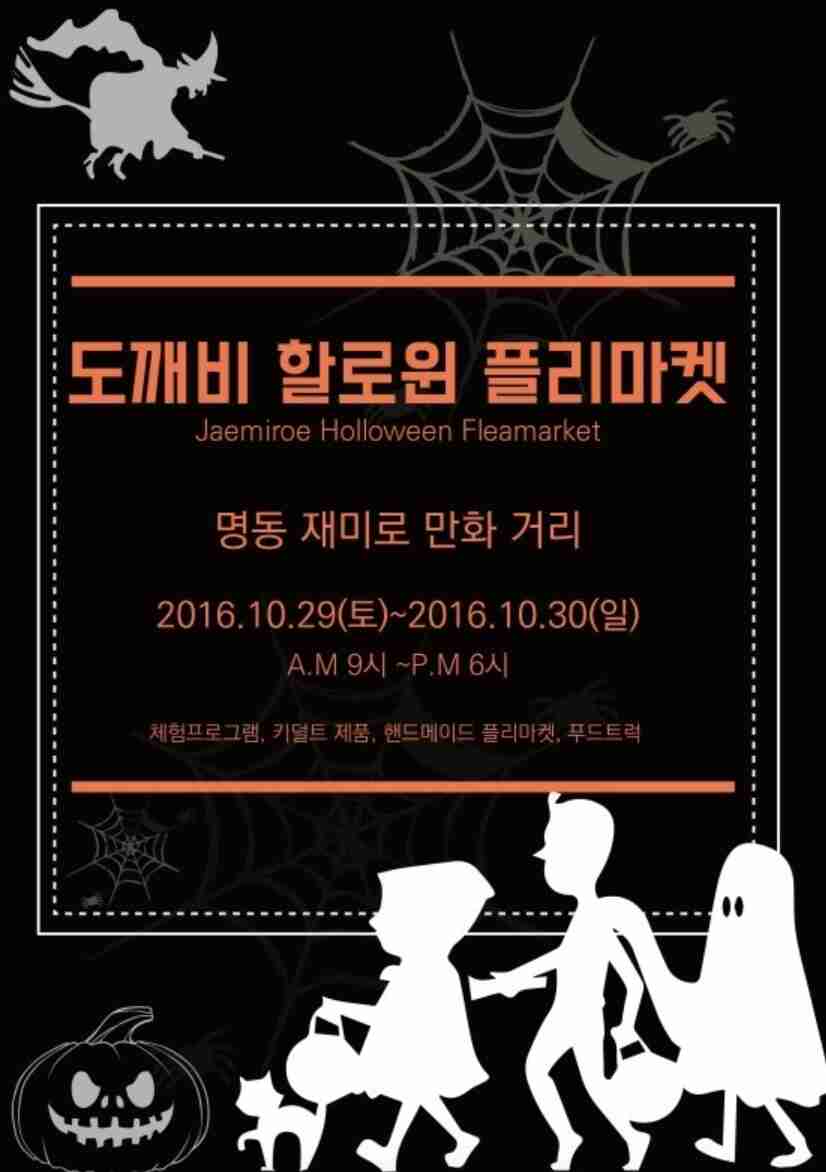 도깨비 할로윈 플리마켓
Jaemiroe Holloween Fleamarket
명동 재미로 만화 거리
2016.10.29(토)~2016.10.30(일)
A.M 9시 ~P.M 6시
체험프로그램, 키덜트 제품, 핸드메이드 플리마켓, 푸드트럭